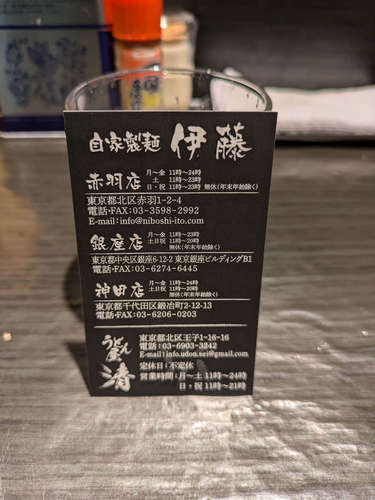 自家製麺 伊藤
赤羽店 月～金 11時～24時
土 11時～23時
日・祝 11時～23時 無休(年末年始除く)
東京都北区赤羽1-2-4
電話・FAX:03-3598-2992
E-mail:info@niboshi-ito.com
銀座店 月～金 11時～23時
土日祝 11時～20時
無休(年末年始除く)
東京都中央区銀座6-12-2 東京銀座ビルディングB1
電話・FAX:03-6274-6445
神田店 月～金 11時～24時
土日祝 11時～20時 無休(年末年始除く)
東京都千代田区鍛冶町2-12-13
電話・FAX:03-6206-0203
うどん 清
東京都北区王子1-16-16
電話:03-6903-3242
E-mail:info.udon.sei@gmail.com
定休日:不定休
営業時間:月～土 11時～24時
日・祝 11時～21時